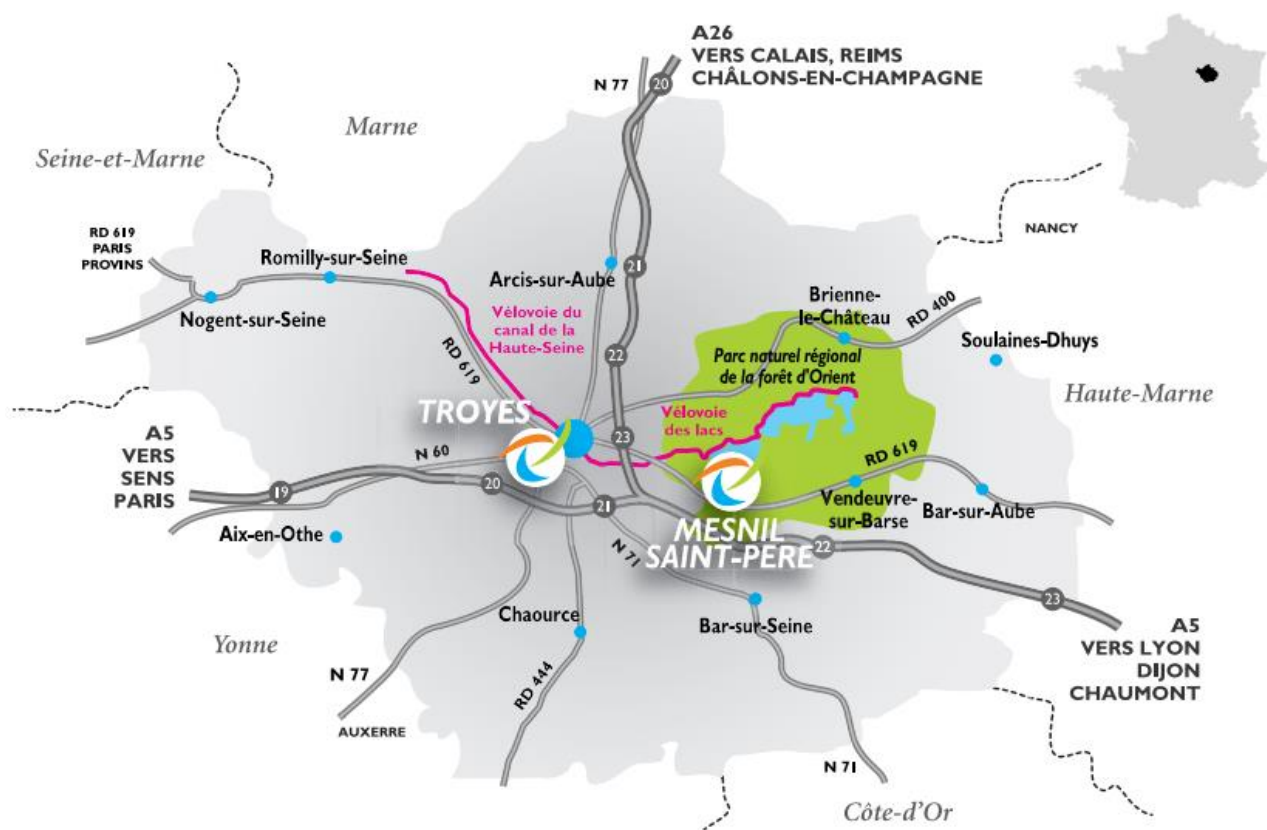 A26
VERS CALAIS, REIMS
CHÂLONS-EN-CHAMPAGNE
20
N 77
Marne
Seine-et-Marne
NANCY
RD 619
PARIS
PROVINS
Romilly-sur-Seine
Nogent-sur-Seine
Arcis-sur-Aube
21
Brienne-
le-Château
RD 400
Soulaines-Dhuys
Vélovoie du
canal de la
Haute-Seine
RD 619
22
Parc naturel régional
de la forêt d'Orient
Haute-Marne
TROYES
Vélovoie
des lacs
23
A5
VERS
SENS
PARIS
N 60
19
20
21
RD 619
Vendeuvre-
sur-Barse
Bar-sur-Aube
MESNIL
SAINT-PERE
22
Aix-en-Othe
N 71
23
Chaource
Bar-sur-Seine
A5
VERS LYON
DIJON
CHAUMONT
Yonne
N 77
RD 444
AUXERRE
N 71
Côte-d'Or